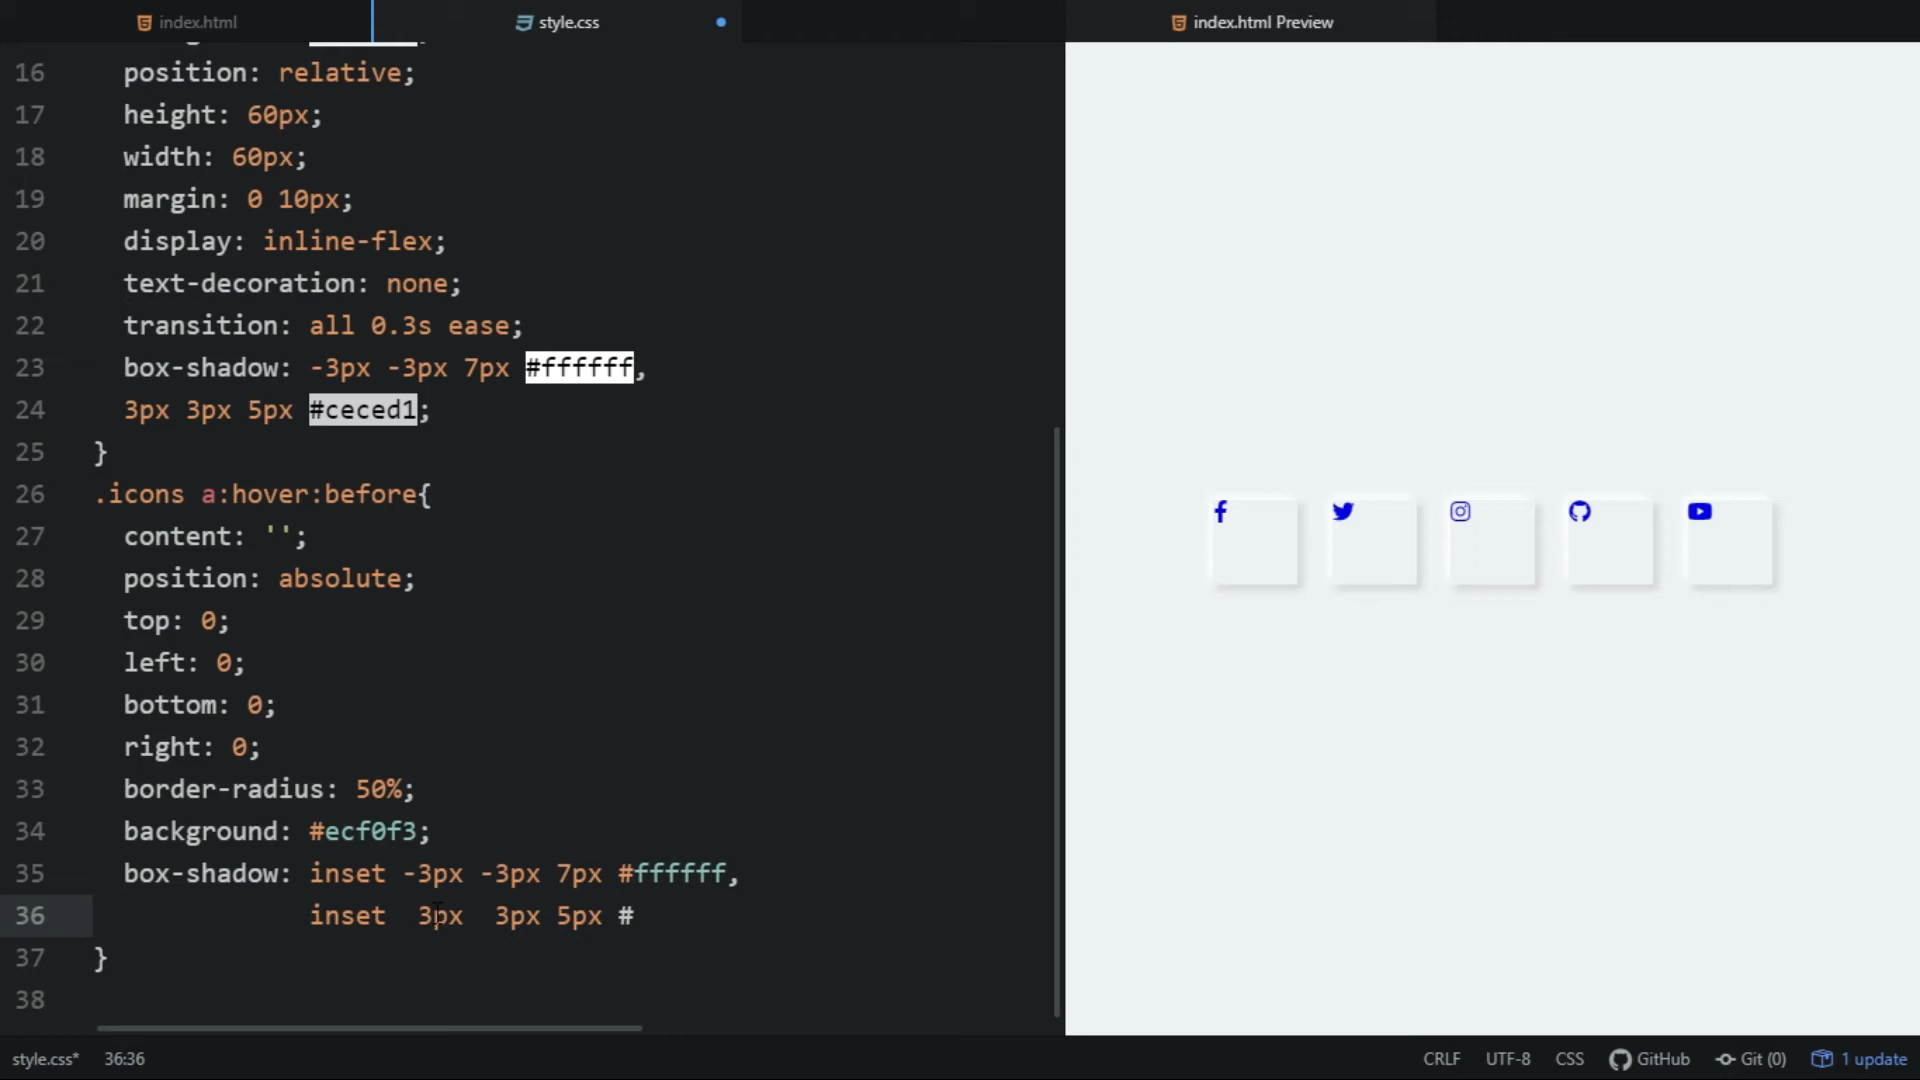 index.html
style.css
index.html Preview
16 position: relative;
17 height: 60px;
18 width: 60px;
19 margin: 0 10px;
20 display: inline-flex;
21 text-decoration: none;
22 transition: all 0.3s ease;
23 box-shadow: -3px -3px 7px #ffffff,
24 3px 3px 5px #ceced1;
25 }
26 .icons a:hover:before{
27 content: '';
28 position: absolute;
29 top: 0;
30 left: 0;
31 bottom: 0;
32 right: 0;
33 border-radius: 50%;
34 background: #ecf0f3;
35 box-shadow: inset -3px -3px 7px #ffffff,
36 inset  3px  3px 5px #
37 }
38
style.css* 36:36 CRLF UTF-8 CSS GitHub Git (0) 1 update